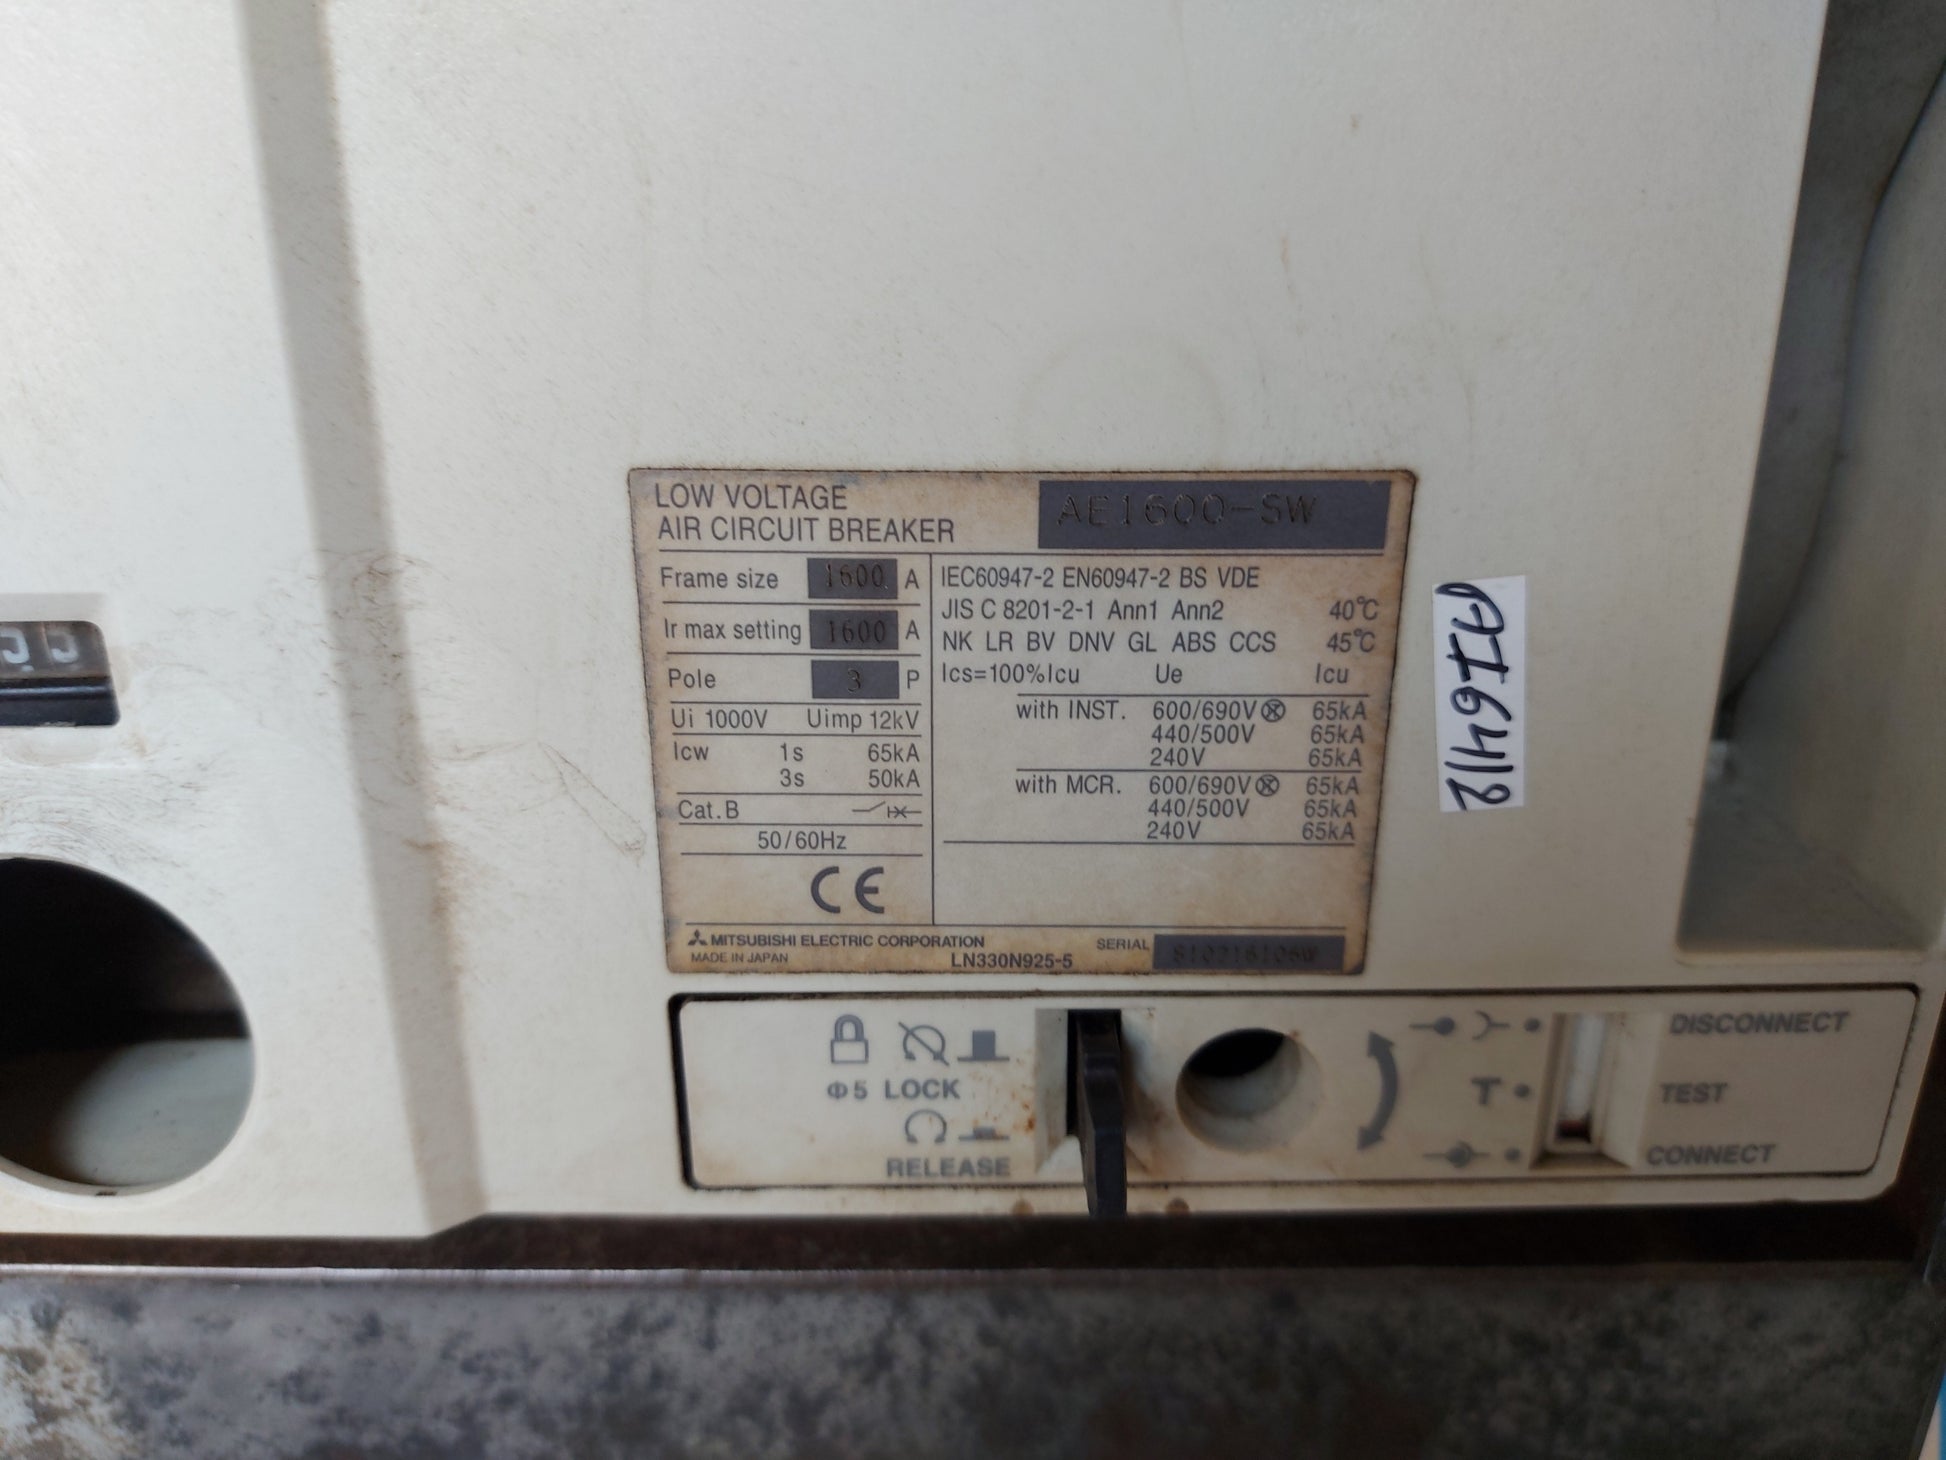 LOW VOLTAGE
AIR CIRCUIT BREAKER
AE1600-SW
Frame size 1600 A
Ir max setting 1600 A
Pole 3 P
Ui 1000V Uimp 12kV
Icw 1s 65kA
3s 50kA
Cat.B
50/60Hz
CE
IEC60947-2 EN60947-2 BS VDE
JIS C 8201-2-1 Ann1 Ann2 40℃
NK LR BV DNV GL ABS CCS 45℃
Ics=100%Icu Ue Icu
with INST. 600/690V 65kA
440/500V 65kA
240V 65kA
with MCR. 600/690V 65kA
440/500V 65kA
240V 65kA
MITSUBISHI ELECTRIC CORPORATION
MADE IN JAPAN
LN330N925-5
SERIAL
Φ5 LOCK
RELEASE
DISCONNECT
TEST
CONNECT